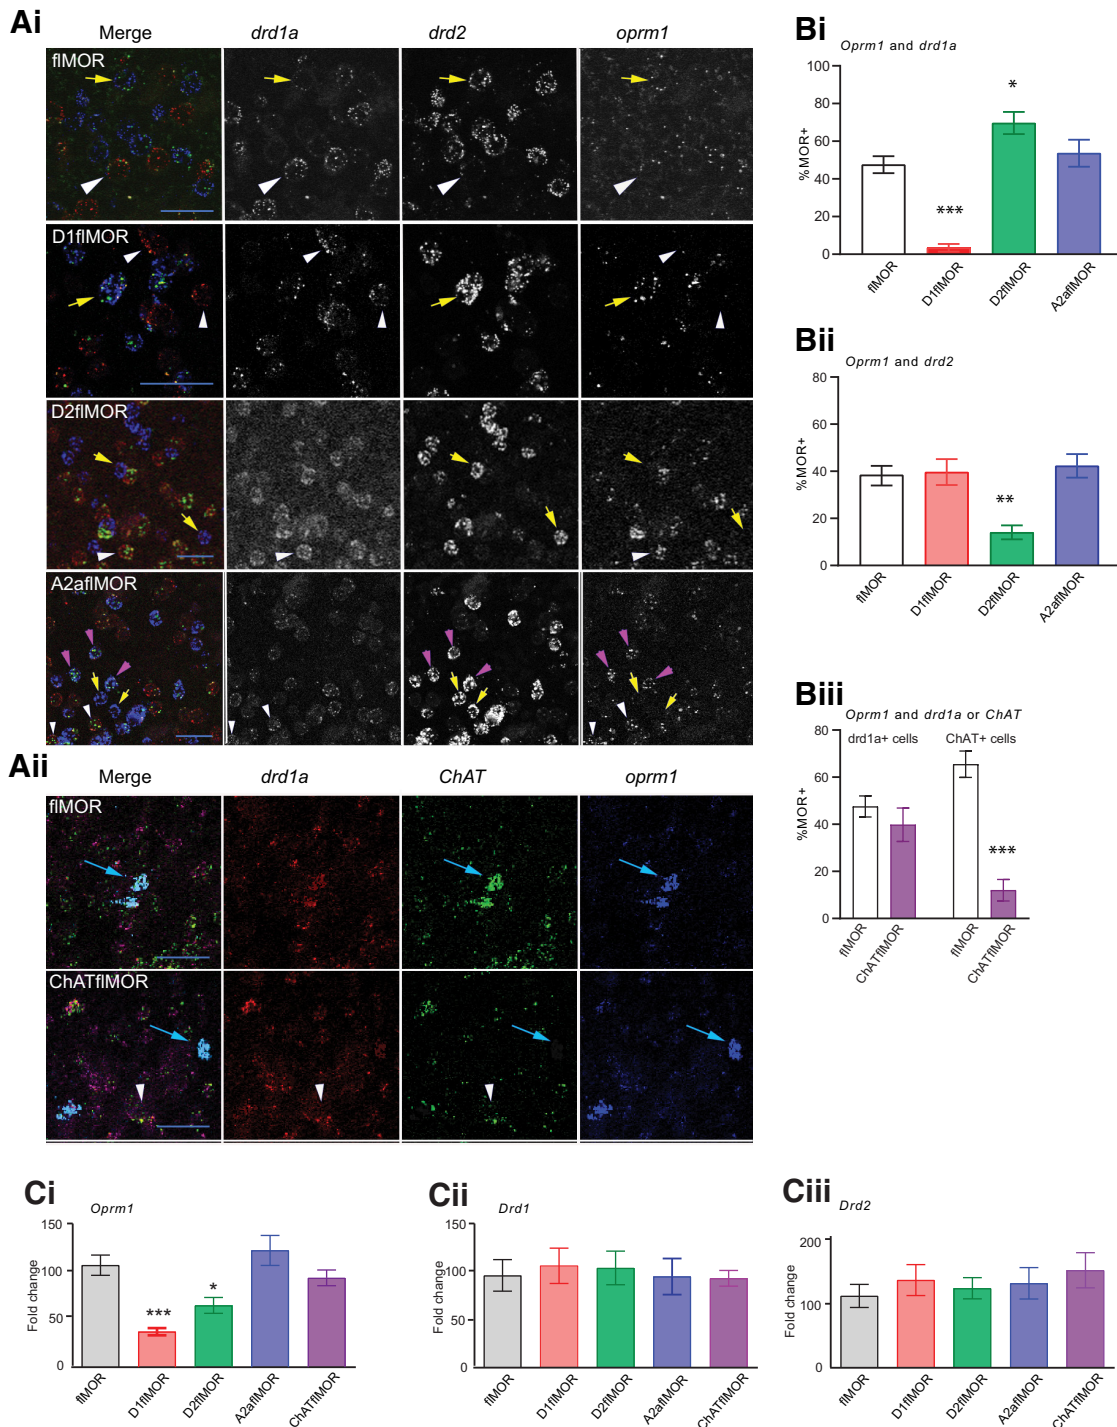 Ai
Merge drd1a drd2 oprm1
flMOR
D1flMOR
D2flMOR
A2aflMOR
Aii
Merge drd1a ChAT oprm1
flMOR
ChATflMOR
Bi
Oprm1 and drd1a
100
80
60
40
20
0
%MOR+
*
***
flMOR D1flMOR D2flMOR A2aflMOR
Bii
Oprm1 and drd2
80
60
40
20
0
%MOR+
**
flMOR D1flMOR D2flMOR A2aflMOR
Biii
Oprm1 and drd1a or ChAT
drd1a+ cells ChAT+ cells
80
60
40
20
0
%MOR+
***
flMOR ChATflMOR flMOR ChATflMOR
Ci
Oprm1
150
100
50
0
Fold change
***
*
flMOR D1flMOR D2flMOR A2aflMOR ChATflMOR
Cii
Drd1
150
100
50
0
Fold change
flMOR D1flMOR D2flMOR A2aflMOR ChATflMOR
Ciii
Drd2
200
100
0
Fold change
flMOR D1flMOR D2flMOR A2aflMOR ChATflMOR